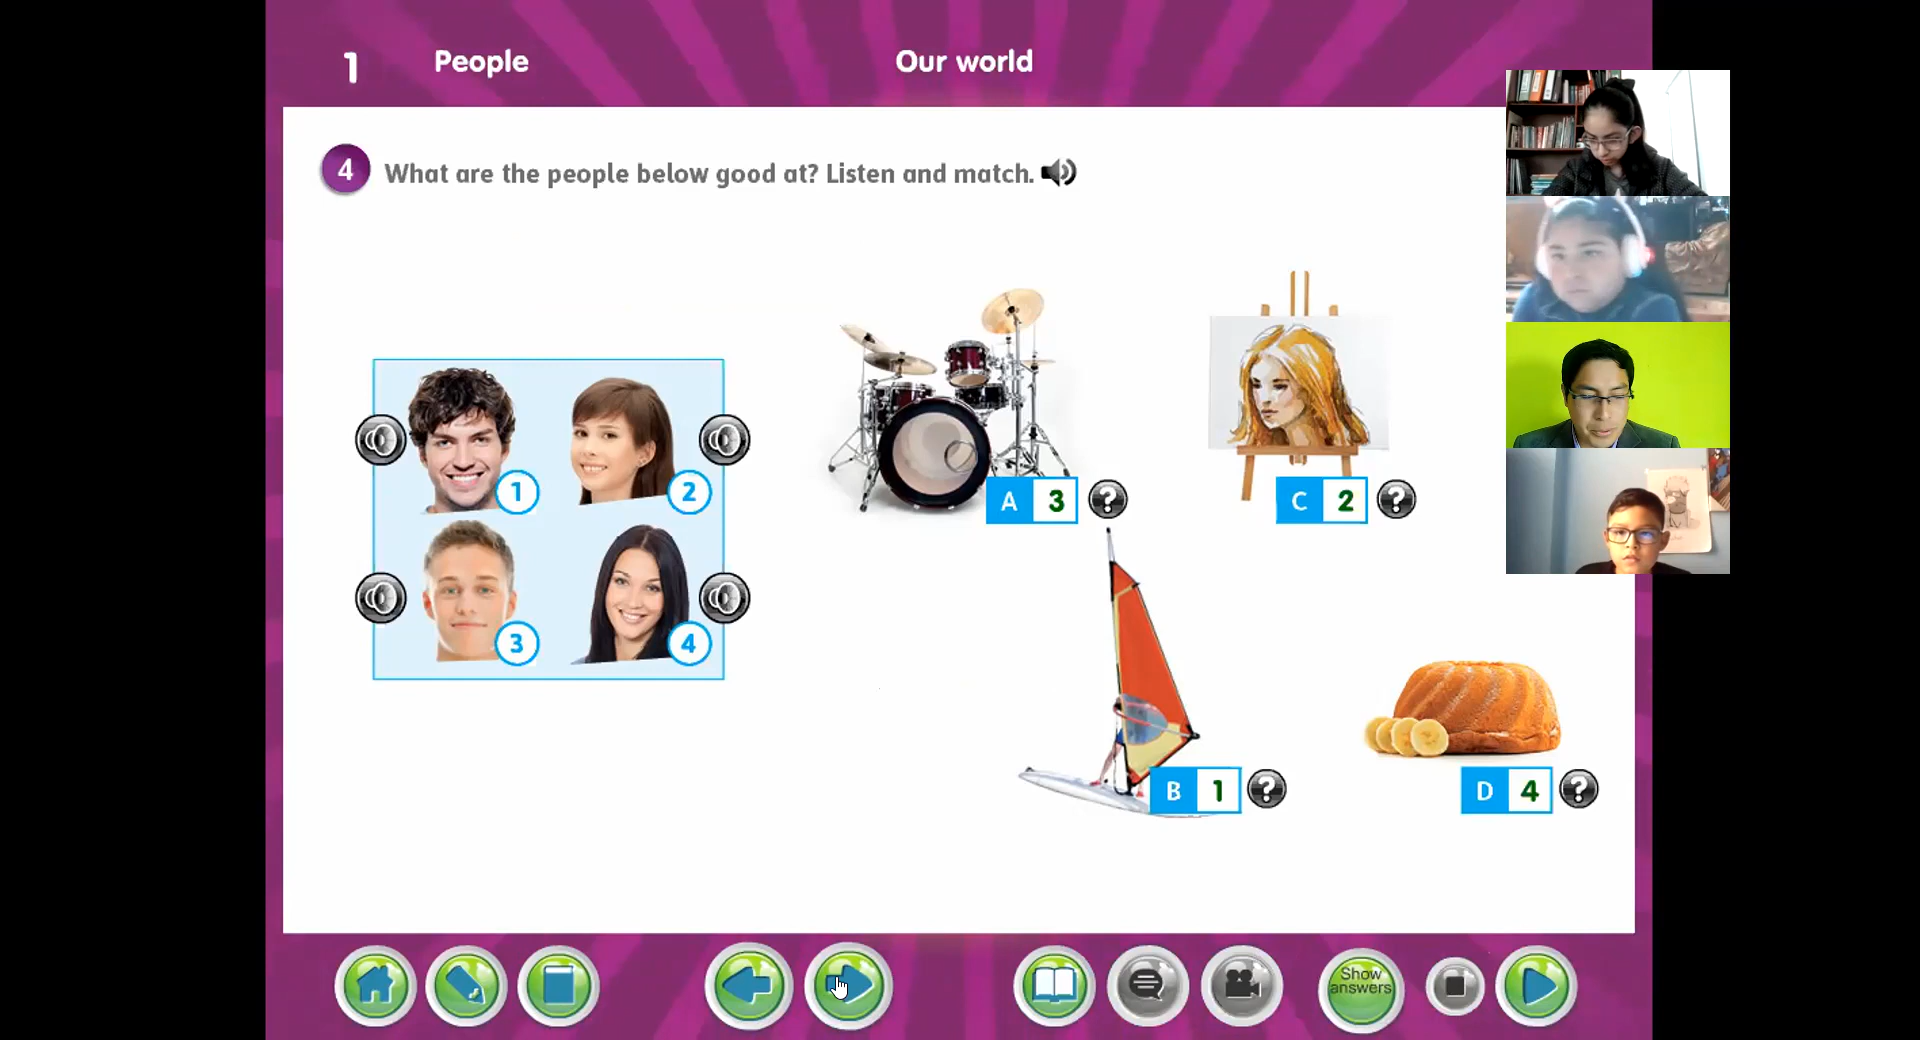 1 People Our world
4 What are the people below good at? Listen and match.
1 2
3 4
A 3 ?
C 2 ?
B 1 ?
D 4 ?
Show answers